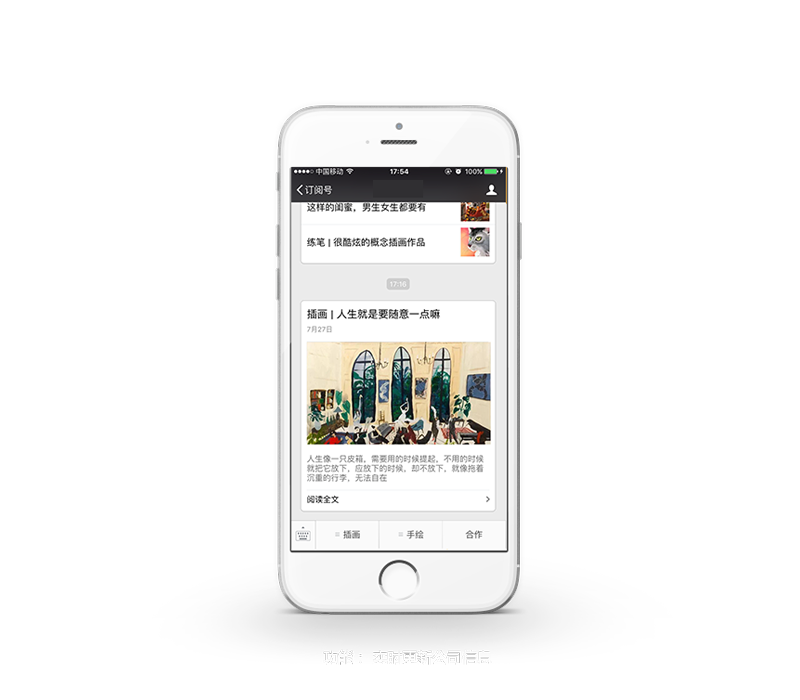 中国移动
17:54
100%
订阅号
这样的闺蜜,男生女生都要有
练笔 | 很酷炫的概念插画作品
17:16
插画 | 人生就是要随意一点嘛
7月27日
人生像一只皮箱,需要用的时候提起,不用的时候
就把它放下,应放下的时候,却不放下,就像拖着
沉重的行李,无法自在
阅读全文
插画
手绘
合作